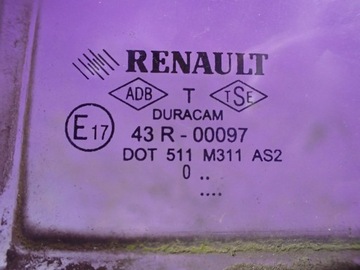 RENAULT
ADB T TSE
DURACAM
E17 43 R - 00097
DOT 511 M311 AS2
0 ..
....